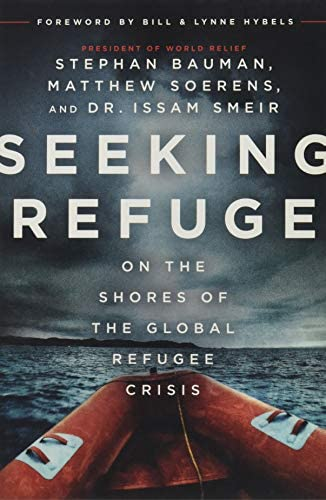 FOREWORD BY BILL & LYNNE HYBELS
PRESIDENT OF WORLD RELIEF
STEPHAN BAUMAN,
MATTHEW SOERENS,
AND DR. ISSAM SMEIR
SEEKING
REFUGE
ON THE
SHORES OF
THE GLOBAL
REFUGEE
CRISIS